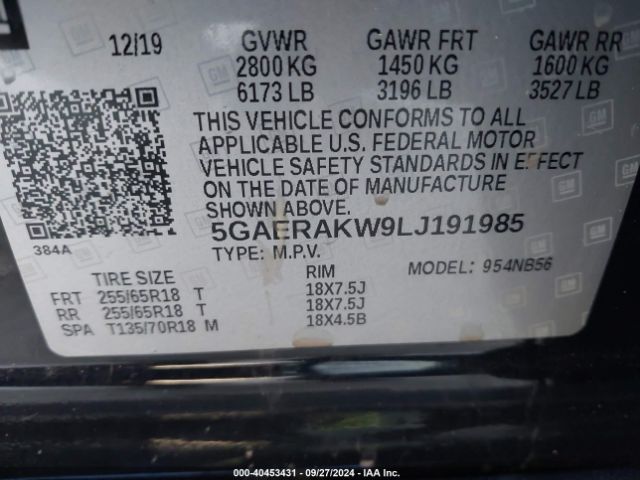 12/19 GVWR GAWR FRT GAWR RR
2800 KG 1450 KG 1600 KG
6173 LB 3196 LB 3527 LB
THIS VEHICLE CONFORMS TO ALL
APPLICABLE U.S. FEDERAL MOTOR
VEHICLE SAFETY STANDARDS IN EFFECT
ON THE DATE OF MANUFACTURE
SHOWN ABOVE.
5GAERAKW9LJ191985
384A
TYPE: M.P.V.
MODEL: 954NB56
TIRE SIZE RIM
FRT 255/65R18 T 18X7.5J
RR 255/65R18 T 18X7.5J
SPA T135/70R18 M 18X4.5B
GM
000-40453431 - 09/27/2024 - IAA Inc.